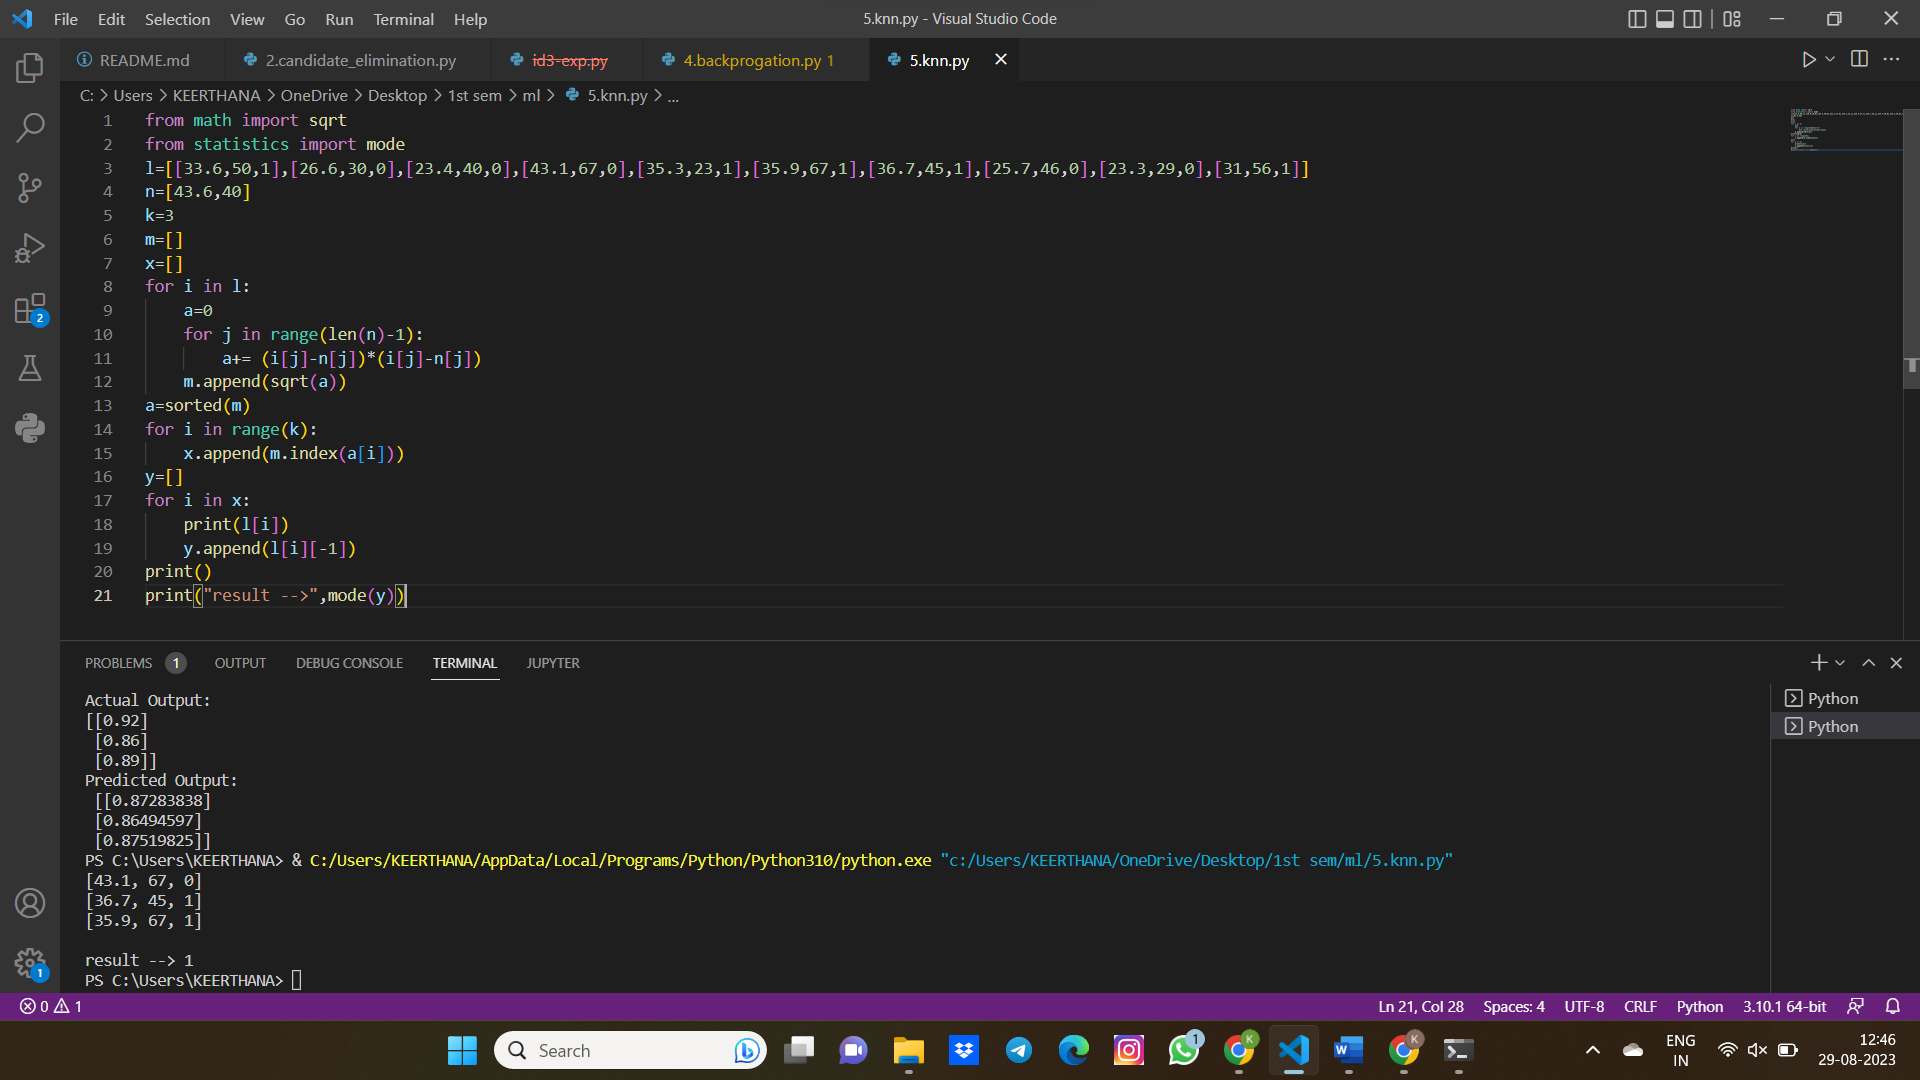 File Edit Selection View Go Run Terminal Help 5.knn.py - Visual Studio Code
README.md 2.candidate_elimination.py id3-exp.py 4.backprogation.py 1 5.knn.py
C: > Users > KEERTHANA > OneDrive > Desktop > 1st sem > ml > 5.knn.py > ...
1 from math import sqrt
2 from statistics import mode
3 l=[[33.6,50,1],[26.6,30,0],[23.4,40,0],[43.1,67,0],[35.3,23,1],[35.9,67,1],[36.7,45,1],[25.7,46,0],[23.3,29,0],[31,56,1]]
4 n=[43.6,40]
5 k=3
6 m=[]
7 x=[]
8 for i in l:
9     a=0
10     for j in range(len(n)-1):
11         a+= (i[j]-n[j])*(i[j]-n[j])
12     m.append(sqrt(a))
13 a=sorted(m)
14 for i in range(k):
15     x.append(m.index(a[i]))
16 y=[]
17 for i in x:
18     print(l[i])
19     y.append(l[i][-1])
20 print()
21 print("result -->",mode(y))
2
PROBLEMS 1 OUTPUT DEBUG CONSOLE TERMINAL JUPYTER
Actual Output:
[[0.92]
 [0.86]
 [0.89]]
Predicted Output:
 [[0.87283838]
 [0.86494597]
 [0.87519825]]
PS C:\Users\KEERTHANA> & C:/Users/KEERTHANA/AppData/Local/Programs/Python/Python310/python.exe "c:/Users/KEERTHANA/OneDrive/Desktop/1st sem/ml/5.knn.py"
[43.1, 67, 0]
[36.7, 45, 1]
[35.9, 67, 1]
result --> 1
PS C:\Users\KEERTHANA>
Python
Python
1
0 1 Ln 21, Col 28 Spaces: 4 UTF-8 CRLF Python 3.10.1 64-bit
Search 1 K K ENG 12:46
IN 29-08-2023